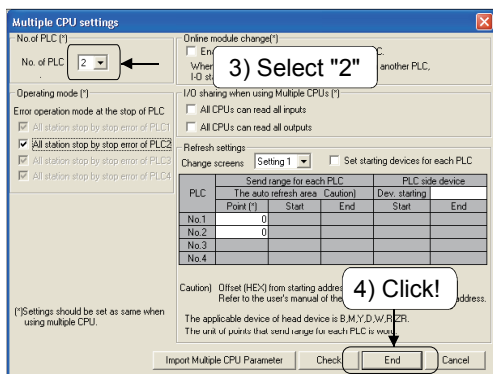 Multiple CPU settings
No.of PLC (*)
No. of PLC 2
.
Operating mode (*)
Error operation mode at the stop of PLC
All station stop by stop error of PLC1
All station stop by stop error of PLC2
All station stop by stop error of PLC3
All station stop by stop error of PLC4
(*)Settings should be set as same when
using multiple CPU.
Online module change(*)
another PLC,
3) Select "2"
I/O sharing when using Multiple CPUs (*)
All CPUs can read all inputs
All CPUs can read all outputs
Refresh settings
Change screens Setting 1 Set starting devices for each PLC
PLC Send range for each PLC PLC side device
The auto refresh area Caution) Dev. starting
Point (*) Start End Start End
No.1 0
No.2 0
No.3
No.4
Caution) Offset (HEX) from starting
Refer to the user's manual of the address.
4) Click!
The applicable device of head device is B,M,Y,D,W,R,ZR.
The unit of points that send range for each PLC is word.
Import Multiple CPU Parameter Check End Cancel